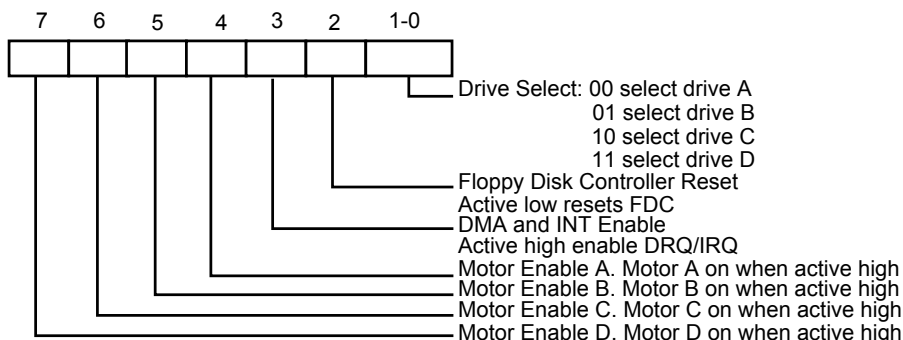 7 6 5 4 3 2 1-0
Drive Select: 00 select drive A
01 select drive B
10 select drive C
11 select drive D
Floppy Disk Controller Reset
Active low resets FDC
DMA and INT Enable
Active high enable DRQ/IRQ
Motor Enable A. Motor A on when active high
Motor Enable B. Motor B on when active high
Motor Enable C. Motor C on when active high
Motor Enable D. Motor D on when active high